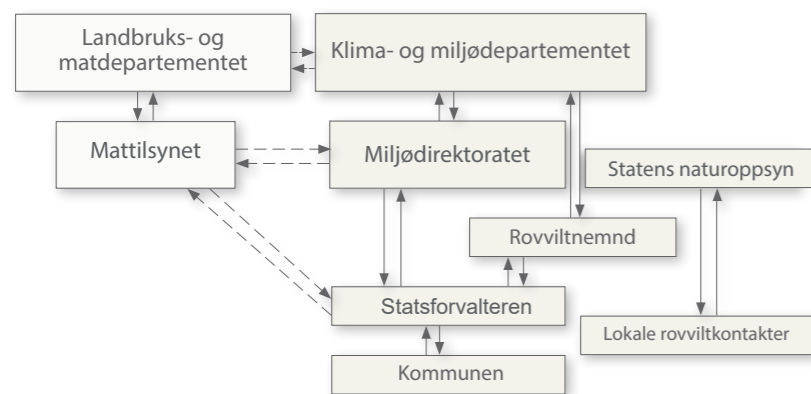 Landbruks- og
matdepartementet
Klima- og miljødepartementet
Mattilsynet
Miljødirektoratet
Statens naturoppsyn
Rovviltnemnd
Statsforvalteren
Lokale rovviltkontakter
Kommunen